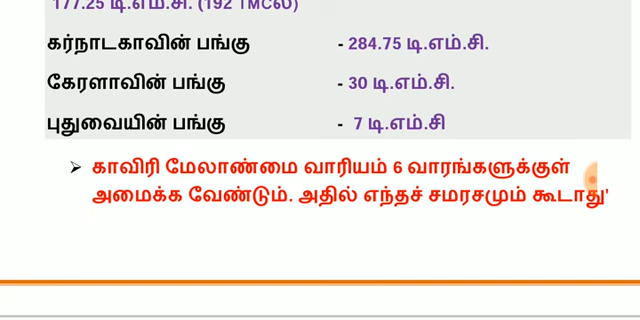 177.25 டி.எம்.சி. (192 TMCல்)
கர்நாடகாவின் பங்கு - 284.75 டி.எம்.சி.
கேரளாவின் பங்கு - 30 டி.எம்.சி.
புதுவையின் பங்கு - 7 டி.எம்.சி
➢ காவிரி மேலாண்மை வாரியம் 6 வாரங்களுக்குள்
அமைக்க வேண்டும். அதில் எந்தச் சமரசமும் கூடாது'